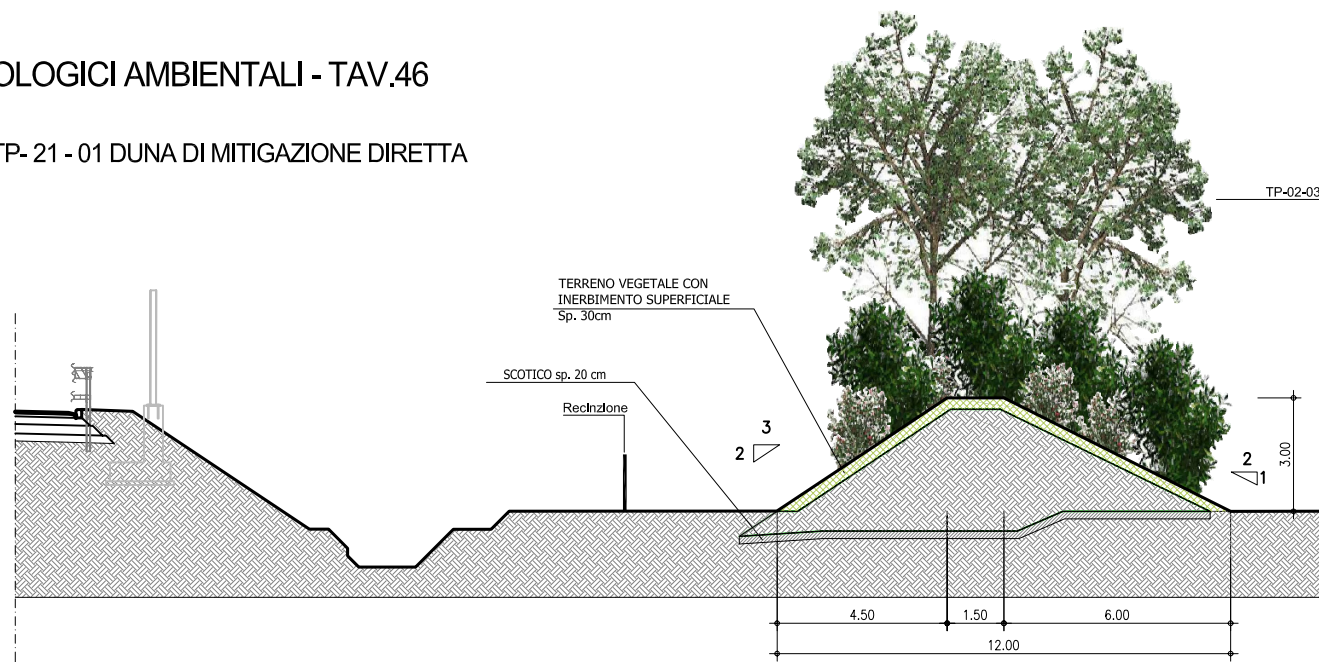 OLOGICI AMBIENTALI - TAV.46
TP- 21 - 01 DUNA DI MITIGAZIONE DIRETTA
TP-02-03
TERRENO VEGETALE CON
INERBIMENTO SUPERFICIALE
Sp. 30cm
SCOTICO sp. 20 cm
Recinzione
3
2
2
1
3.00
4.50
1.50
6.00
12.00